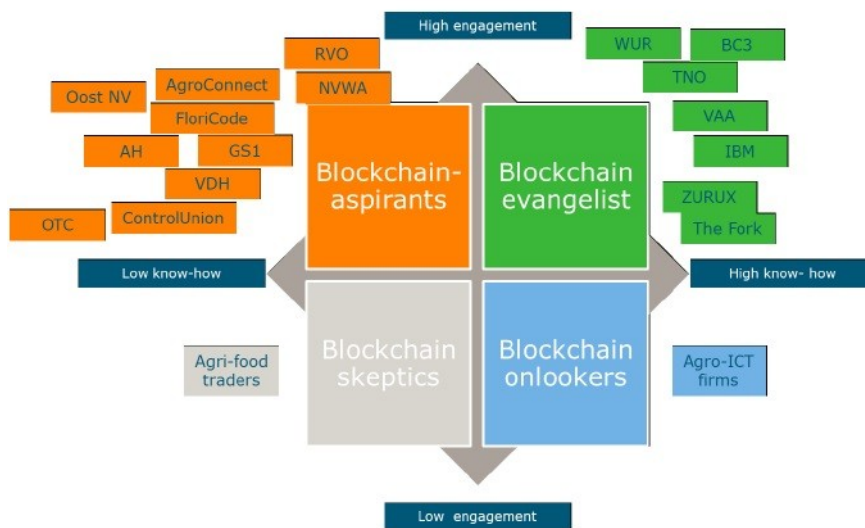 High engagement
RVO
WUR
BC3
AgroConnect
NVWA
TNO
Oost NV
FloriCode
VAA
AH
GS1
IBM
VDH
Blockchain-
aspirants
Blockchain
evangelist
ZURUX
OTC
ControlUnion
The Fork
Low know-how
High know- how
Agri-food
traders
Blockchain
skeptics
Blockchain
onlookers
Agro-ICT
firms
Low engagement